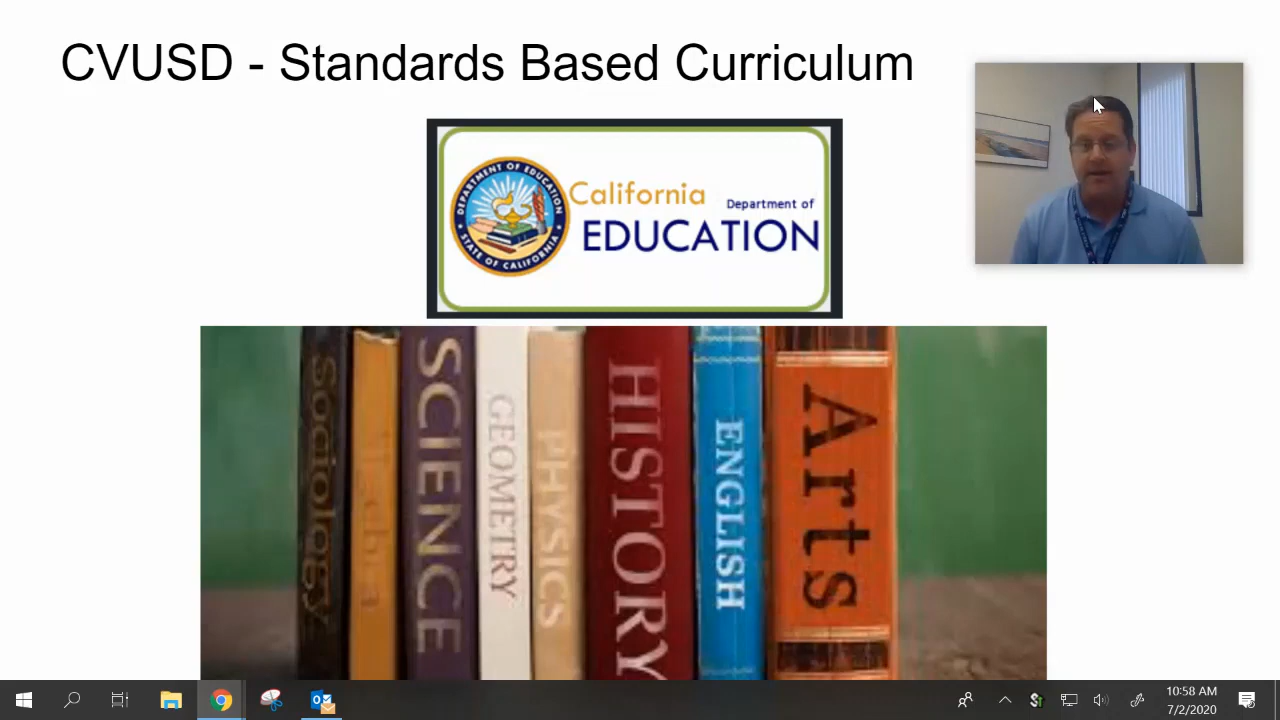 CVUSD - Standards Based Curriculum
DEPARTMENT OF EDUCATION
STATE OF CALIFORNIA
California
Department of
EDUCATION
Sociology
SCIENCE
GEOMETRY
PHYSICS
HISTORY
ENGLISH
Arts
10:58 AM
7/2/2020